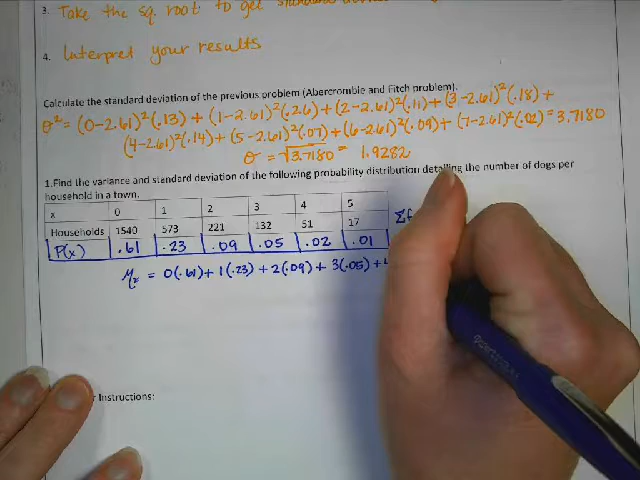 3. Take the sq. root to get
4. Interpret your results
Calculate the standard deviation of the previous problem (Abercrombie and Fitch problem).
σ² = (0-2.61)²(.13) + (1-2.61)²(.26) + (2-2.61)²(.11) + (3-2.61)²(.18) +
(4-2.61)²(.14) + (5-2.61)²(.07) + (6-2.61)²(.09) + (7-2.61)²(.02) = 3.7180
σ = √3.7180 = 1.9282
1.Find the variance and standard deviation of the following probability distribution detailing the number of dogs per
household in a town.
x 0 1 2 3 4 5
Households 1540 573 221 132 51 17 Σf
P(x) .61 .23 .09 .05 .02 .01
μx = 0(.61) + 1(.23) + 2(.09) + 3(.05) +
r Instructions: